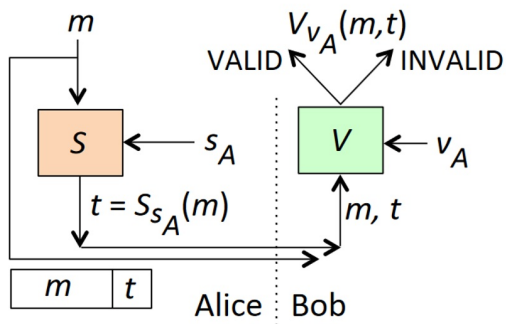 m
V_{v_A}(m,t)
VALID
INVALID
S
s_A
V
v_A
t = S_{s_A}(m)
m, t
m
t
Alice
Bob